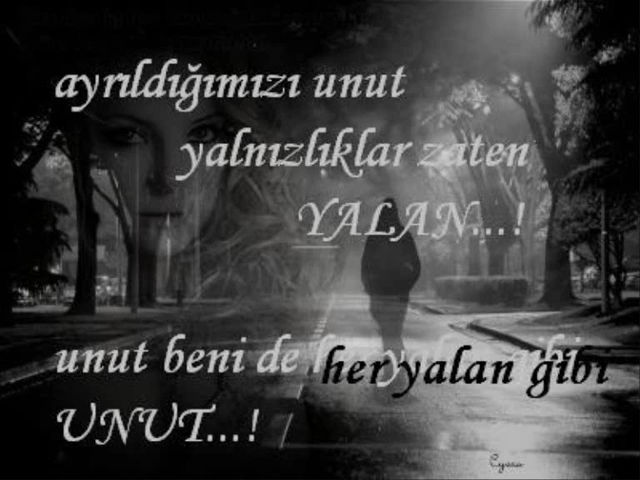 ayrıldığımızı unut
yalnızlıklar zaten
YALAN...!
unut beni de her yalan gibi
UNUT...!